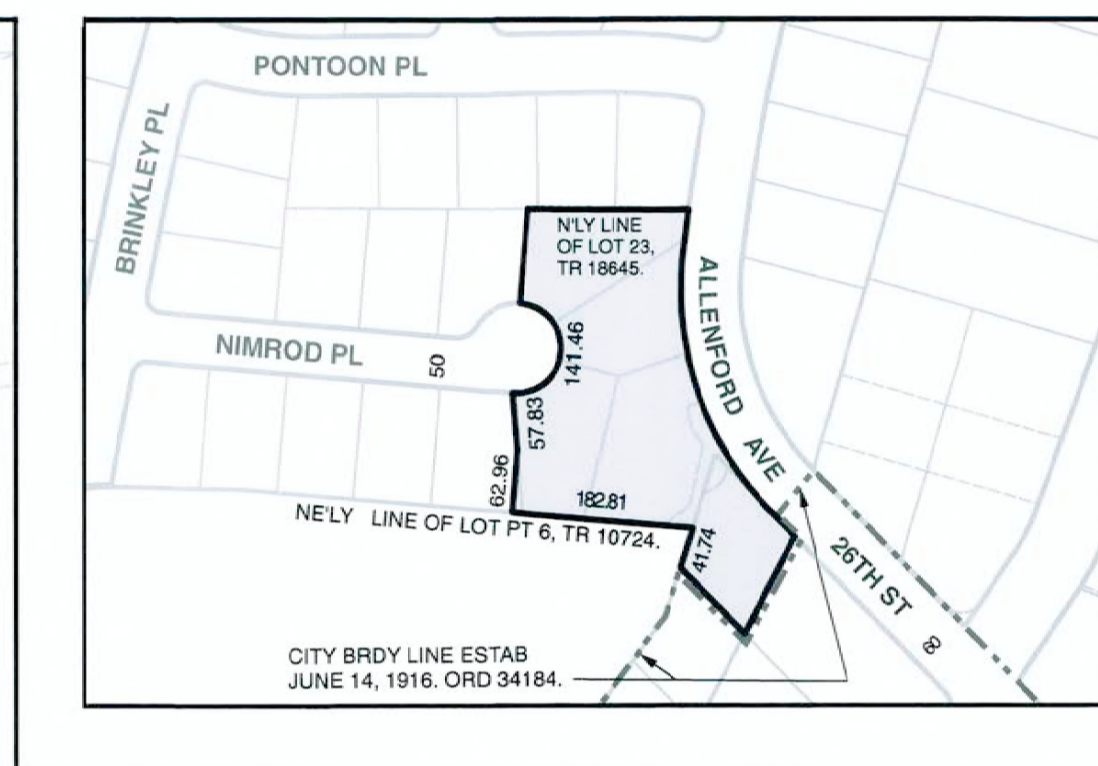 PONTOON PL
BRINKLEY PL
N'LY LINE
OF LOT 23,
TR 18645.
ALLENFORD AVE
NIMROD PL
50
141.46
57.83
62.96
182.81
NE'LY LINE OF LOT PT 6, TR 10724.
41.74
26TH ST
80
CITY BRDY LINE ESTAB
JUNE 14, 1916. ORD 34184.